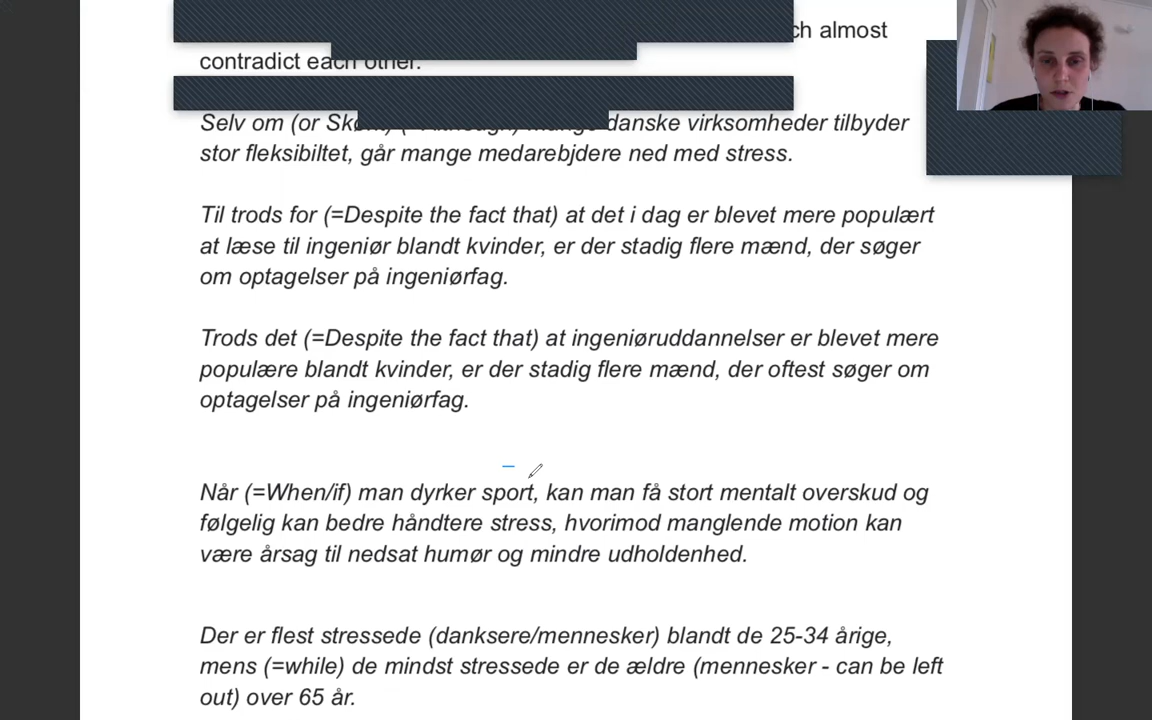 almost
contradict each other.
Selv om (or danske virksomheder tilbyder
stor fleksibiltet, går mange medarebjdere ned med stress.
Til trods for (=Despite the fact that) at det i dag er blevet mere populært
at læse til ingeniør blandt kvinder, er der stadig flere mænd, der søger
om optagelser på ingeniørfag.
Trods det (=Despite the fact that) at ingeniøruddannelser er blevet mere
populære blandt kvinder, er der stadig flere mænd, der oftest søger om
optagelser på ingeniørfag.
Når (=When/if) man dyrker sport, kan man få stort mentalt overskud og
følgelig kan bedre håndtere stress, hvorimod manglende motion kan
være årsag til nedsat humør og mindre udholdenhed.
Der er flest stressede (danksere/mennesker) blandt de 25-34 årige,
mens (=while) de mindst stressede er de ældre (mennesker - can be left
out) over 65 år.